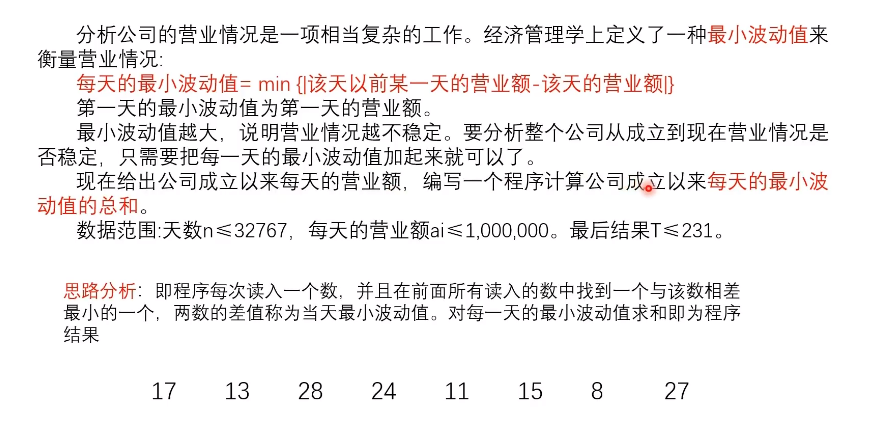 分析公司的营业情况是一项相当复杂的工作。经济管理学上定义了一种最小波动值来
衡量营业情况:
每天的最小波动值= min {|该天以前某一天的营业额-该天的营业额|}
第一天的最小波动值为第一天的营业额。
最小波动值越大，说明营业情况越不稳定。要分析整个公司从成立到现在营业情况是
否稳定，只需要把每一天的最小波动值加起来就可以了。
现在给出公司成立以来每天的营业额，编写一个程序计算公司成立以来每天的最小波
动值的总和。
数据范围:天数n≤32767，每天的营业额ai≤1,000,000。最后结果T≤231。
思路分析：即程序每次读入一个数，并且在前面所有读入的数中找到一个与该数相差
最小的一个，两数的差值称为当天最小波动值。对每一天的最小波动值求和即为程序
结果
17 13 28 24 11 15 8 27